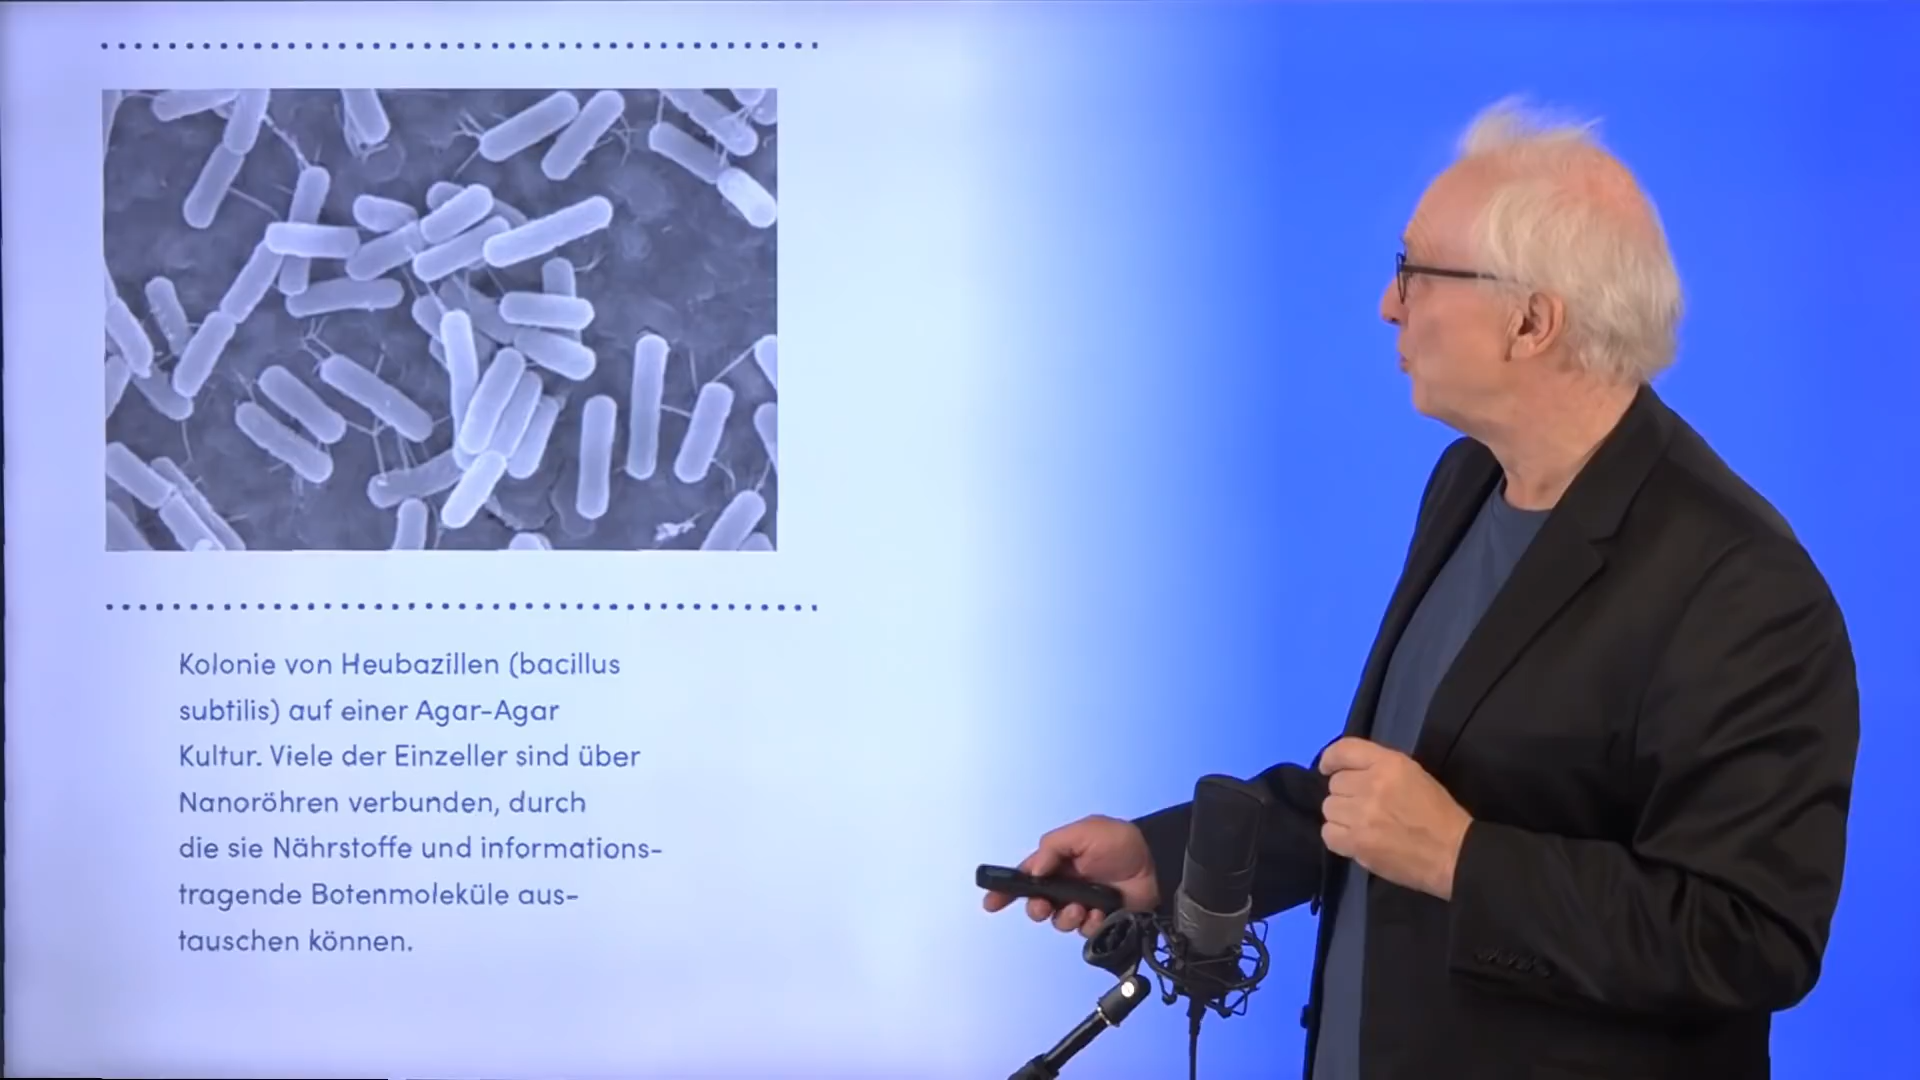 Kolonie von Heubazillen (bacillus
subtilis) auf einer Agar-Agar
Kultur. Viele der Einzeller sind über
Nanoröhren verbunden, durch
die sie Nährstoffe und informations-
tragende Botenmoleküle aus-
tauschen können.